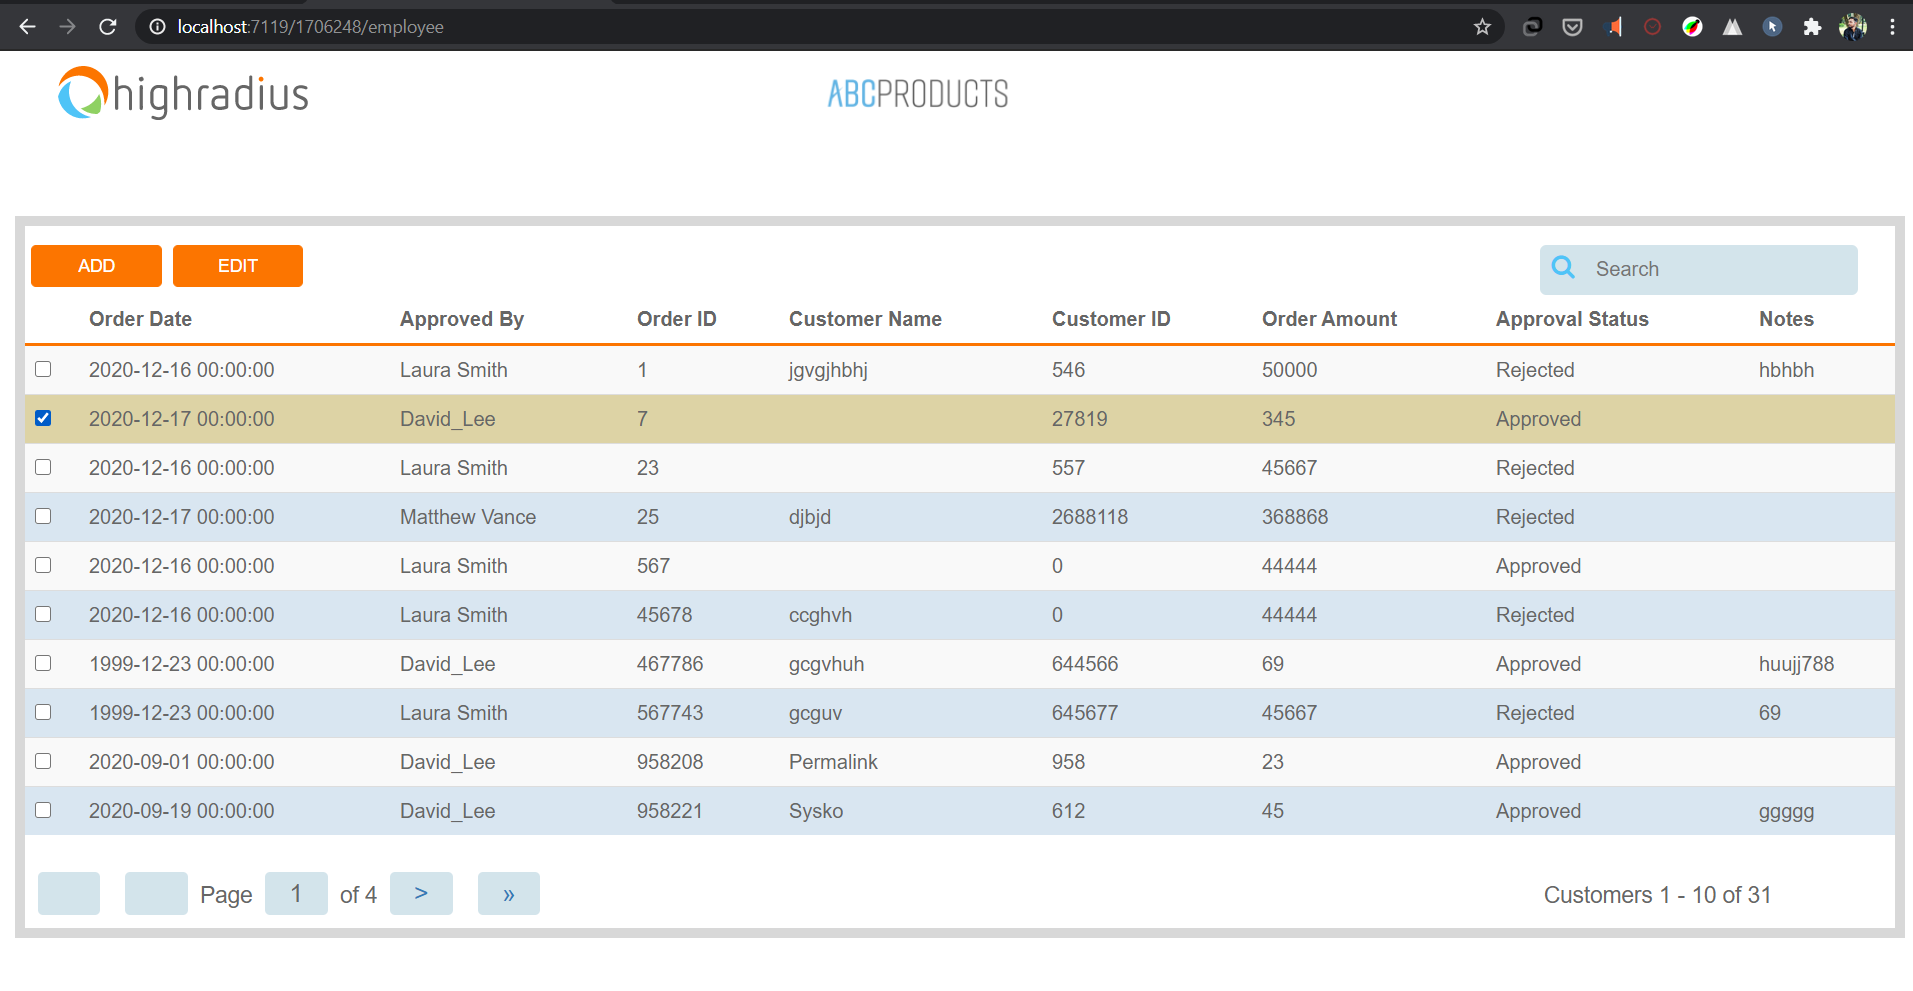 localhost:7119/1706248/employee
highradius
ABCPRODUCTS
ADD EDIT Search
Order Date Approved By Order ID Customer Name Customer ID Order Amount Approval Status Notes
2020-12-16 00:00:00 Laura Smith 1 jgvgjhbhj 546 50000 Rejected hbhbh
2020-12-17 00:00:00 David_Lee 7 27819 345 Approved
2020-12-16 00:00:00 Laura Smith 23 557 45667 Rejected
2020-12-17 00:00:00 Matthew Vance 25 djbjd 2688118 368868 Rejected
2020-12-16 00:00:00 Laura Smith 567 0 44444 Approved
2020-12-16 00:00:00 Laura Smith 45678 ccghvh 0 44444 Rejected
1999-12-23 00:00:00 David_Lee 467786 gcgvhuh 644566 69 Approved huujj788
1999-12-23 00:00:00 Laura Smith 567743 gcguv 645677 45667 Rejected 69
2020-09-01 00:00:00 David_Lee 958208 Permalink 958 23 Approved
2020-09-19 00:00:00 David_Lee 958221 Sysko 612 45 Approved ggggg
Page 1 of 4 > » Customers 1 - 10 of 31